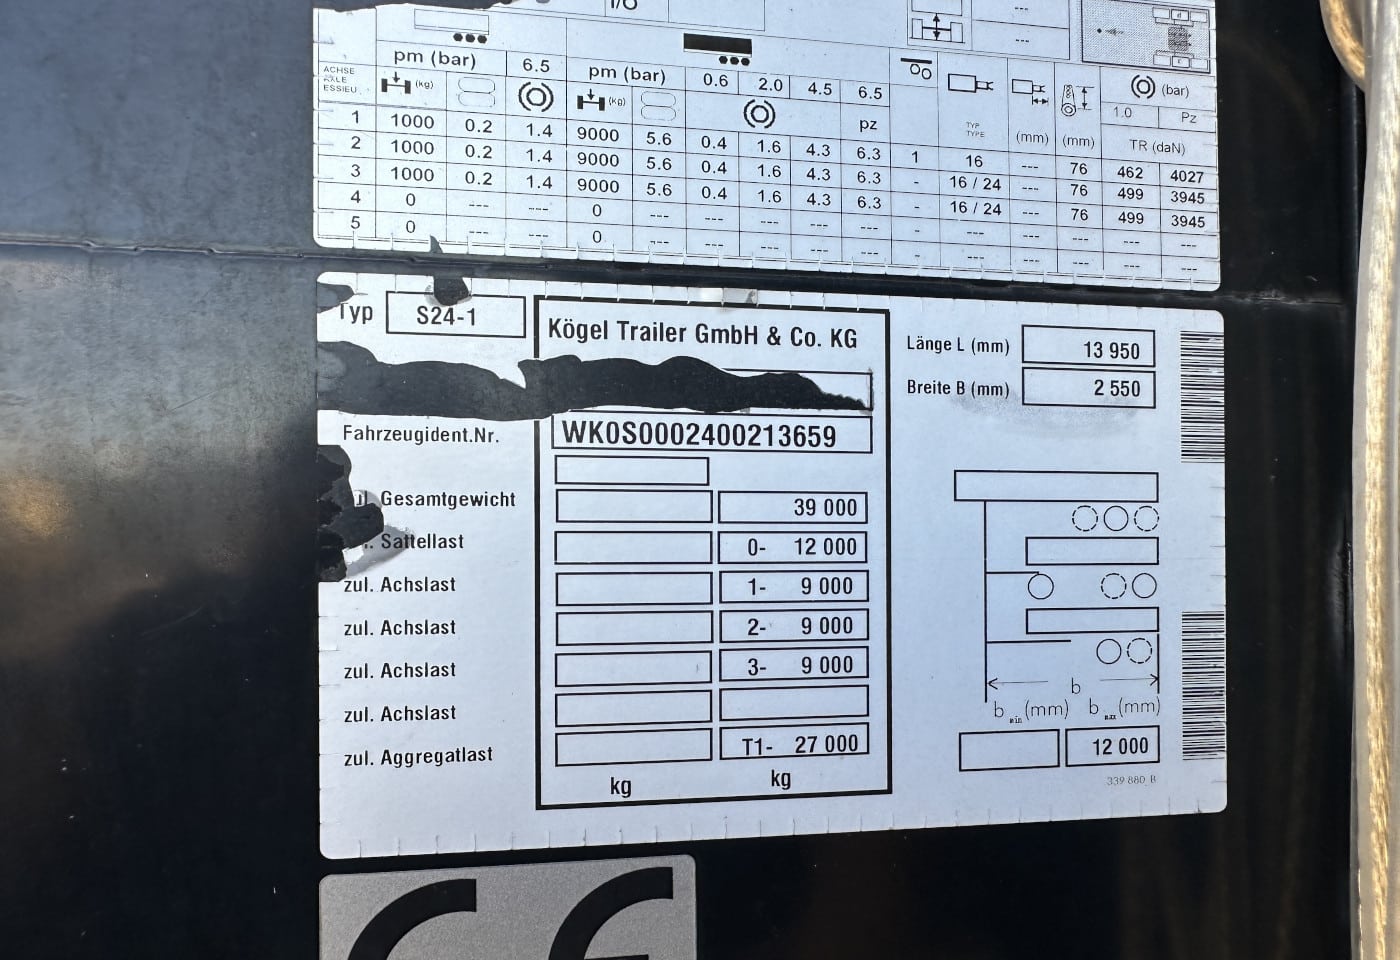 I/O
---
---
pm (bar) 6.5 pm (bar) 0.6 2.0 4.5 6.5 (bar)
ACHSE
AXLE
ESSIEU
(kg) (kg) pz TYP
TYPE (mm) (mm) 1.0 Pz
TR (daN)
1 1000 0.2 1.4 9000 5.6 0.4 1.6 4.3 6.3 1 16 --- 76 462 4027
2 1000 0.2 1.4 9000 5.6 0.4 1.6 4.3 6.3 - 16 / 24 --- 76 499 3945
3 1000 0.2 1.4 9000 5.6 0.4 1.6 4.3 6.3 - 16 / 24 --- 76 499 3945
4 0 --- --- 0 --- --- --- --- --- - --- --- --- --- ---
5 0 --- --- 0 --- --- --- --- --- - --- --- --- --- ---
Typ S24-1
Kögel Trailer GmbH & Co. KG
Länge L (mm) 13 950
Breite B (mm) 2 550
Fahrzeugident.Nr. WK0S0002400213659
Gesamtgewicht 39 000
Sattellast 0- 12 000
zul. Achslast 1- 9 000
zul. Achslast 2- 9 000
zul. Achslast 3- 9 000
zul. Achslast
zul. Aggregatlast T1- 27 000
kg kg
b
b min (mm) b max (mm)
12 000
339 880 B
CE